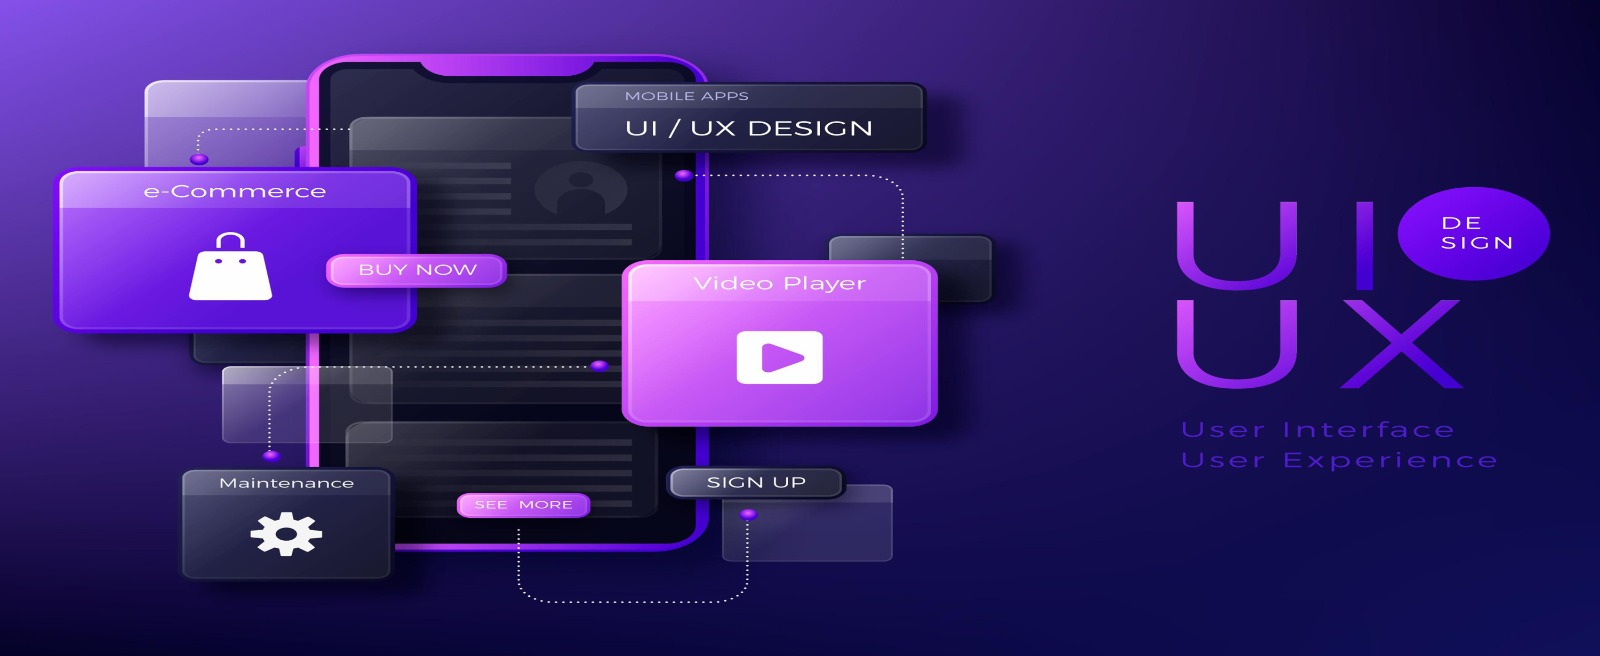 MOBILE APPS
UI / UX DESIGN
e-Commerce
BUY NOW
Video Player
Maintenance
SEE MORE
SIGN UP
UI
DE
SIGN
UX
User Interface
User Experience